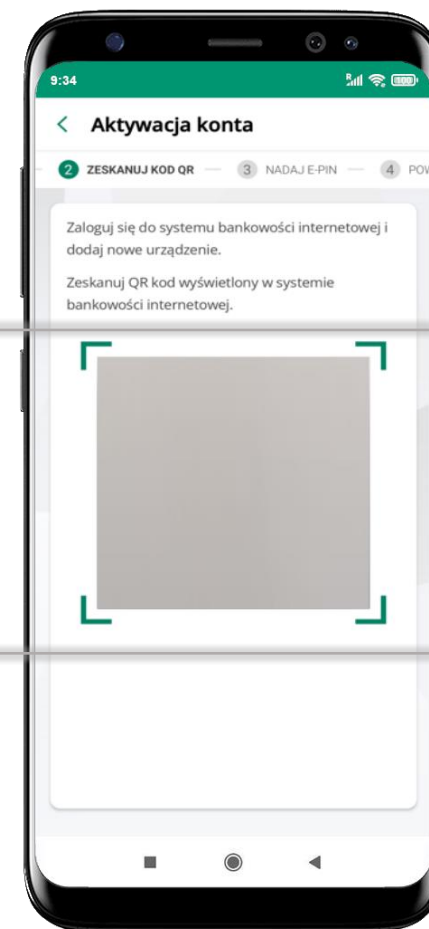 9:34
Aktywacja konta
2 ZESKANUJ KOD QR 3 NADAJ E-PIN 4 POW
Zaloguj się do systemu bankowości internetowej i
dodaj nowe urządzenie.
Zeskanuj QR kod wyświetlony w systemie
bankowości internetowej.